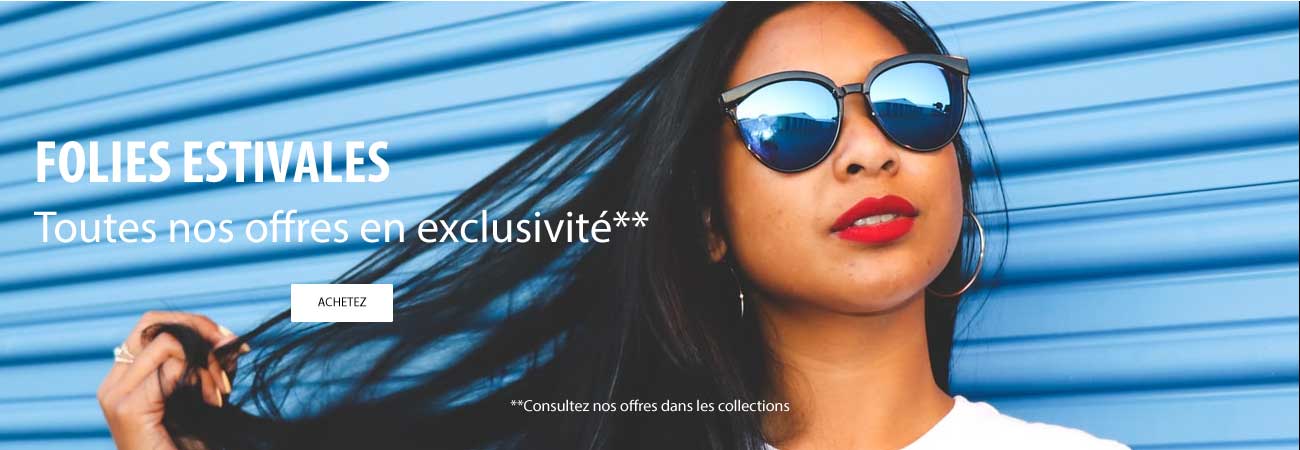 FOLIES ESTIVALES
Toutes nos offres en exclusivité**
ACHETEZ
**Consultez nos offres dans les collections